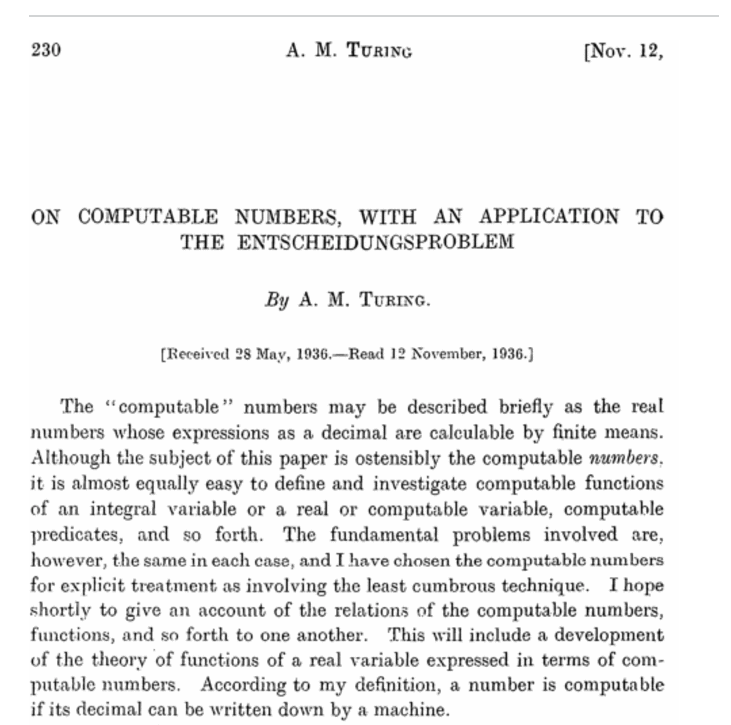 230 A. M. TURING [Nov. 12,
ON COMPUTABLE NUMBERS, WITH AN APPLICATION TO
THE ENTSCHEIDUNGSPROBLEM
By A. M. TURING.
[Received 28 May, 1936.—Read 12 November, 1936.]
The “computable” numbers may be described briefly as the real
numbers whose expressions as a decimal are calculable by finite means.
Although the subject of this paper is ostensibly the computable numbers,
it is almost equally easy to define and investigate computable functions
of an integral variable or a real or computable variable, computable
predicates, and so forth. The fundamental problems involved are,
however, the same in each case, and I have chosen the computable numbers
for explicit treatment as involving the least cumbrous technique. I hope
shortly to give an account of the relations of the computable numbers,
functions, and so forth to one another. This will include a development
of the theory of functions of a real variable expressed in terms of com-
putable numbers. According to my definition, a number is computable
if its decimal can be written down by a machine.